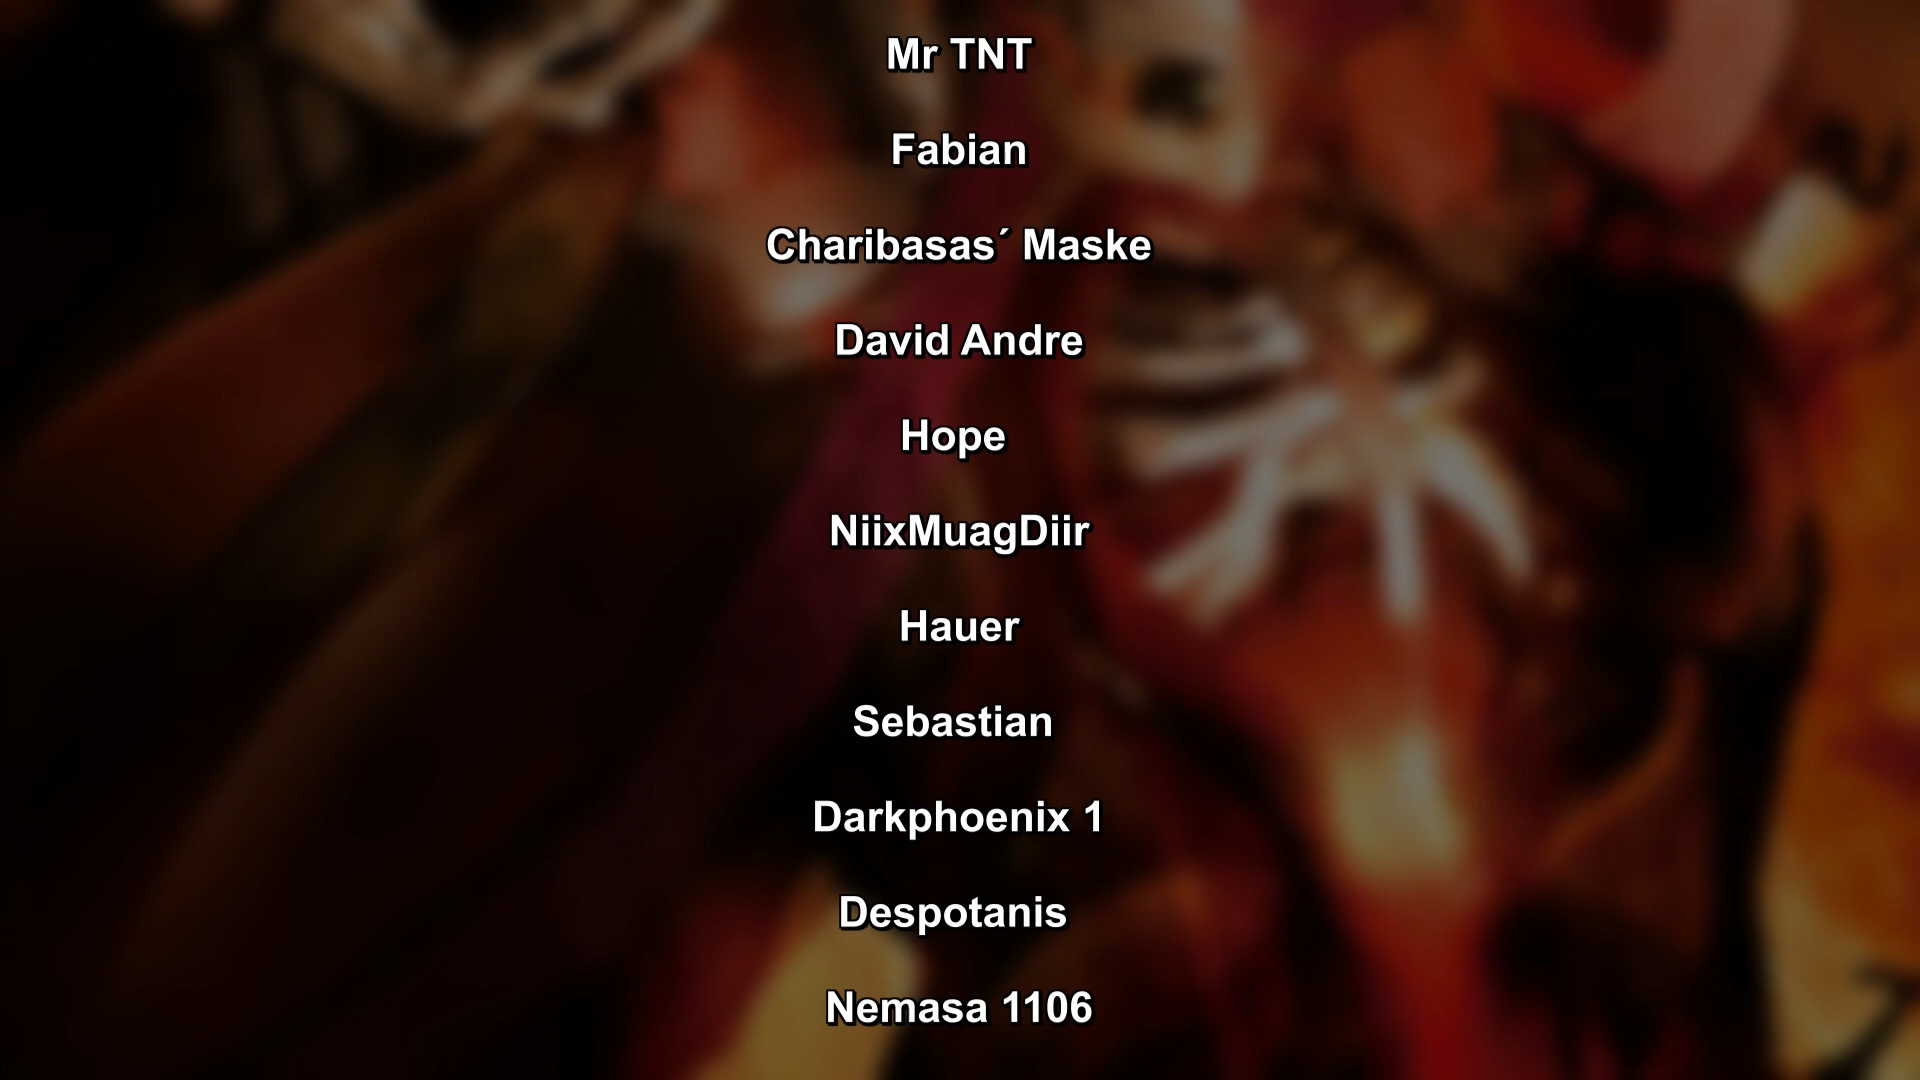 Mr TNT
Fabian
Charibasas´ Maske
David Andre
Hope
NiixMuagDiir
Hauer
Sebastian
Darkphoenix 1
Despotanis
Nemasa 1106